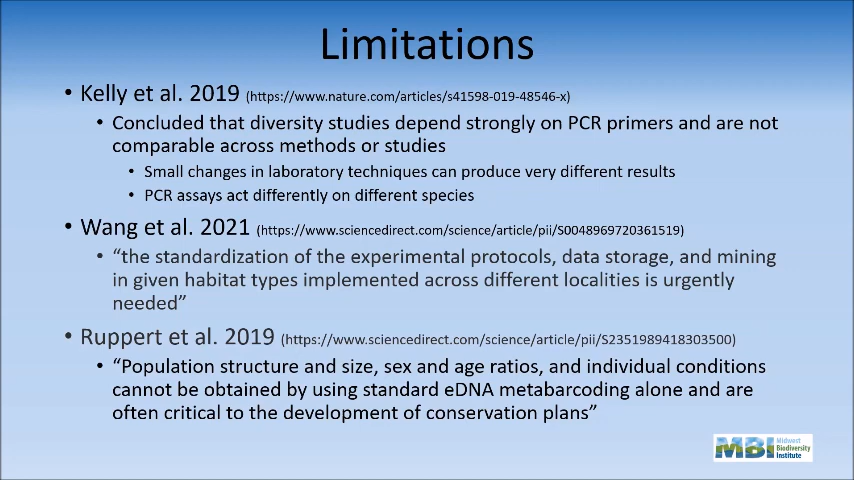 Limitations
• Kelly et al. 2019 (https://www.nature.com/articles/s41598-019-48546-x)
• Concluded that diversity studies depend strongly on PCR primers and are not
comparable across methods or studies
• Small changes in laboratory techniques can produce very different results
• PCR assays act differently on different species
• Wang et al. 2021 (https://www.sciencedirect.com/science/article/pii/S0048969720361519)
• “the standardization of the experimental protocols, data storage, and mining
in given habitat types implemented across different localities is urgently
needed”
• Ruppert et al. 2019 (https://www.sciencedirect.com/science/article/pii/S2351989418303500)
• “Population structure and size, sex and age ratios, and individual conditions
cannot be obtained by using standard eDNA metabarcoding alone and are
often critical to the development of conservation plans”
MBI Midwest
Biodiversity
Institute